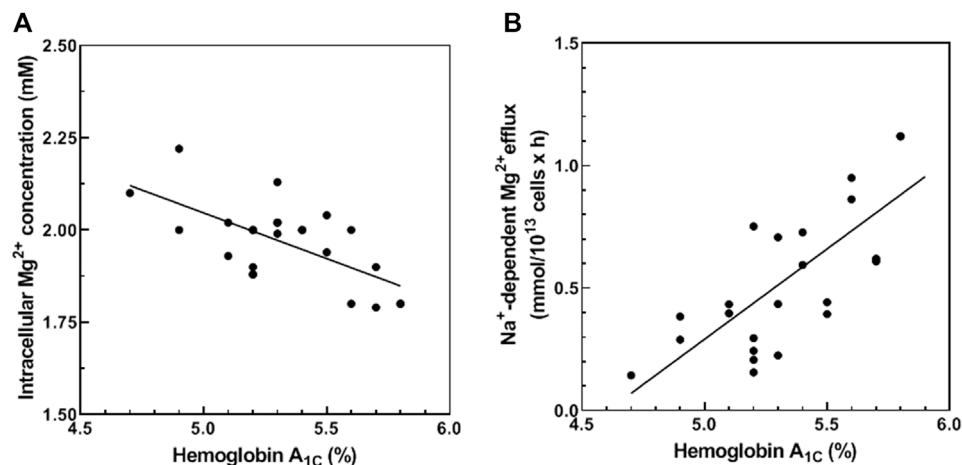 A
Intracellular Mg2+ concentration (mM)
2.50
2.25
2.00
1.75
1.50
4.5 5.0 5.5 6.0
Hemoglobin A1C (%)
B
Na+-dependent Mg2+ efflux
(mmol/10^13 cells x h)
1.5
1.0
0.5
0.0
4.5 5.0 5.5 6.0
Hemoglobin A1C (%)